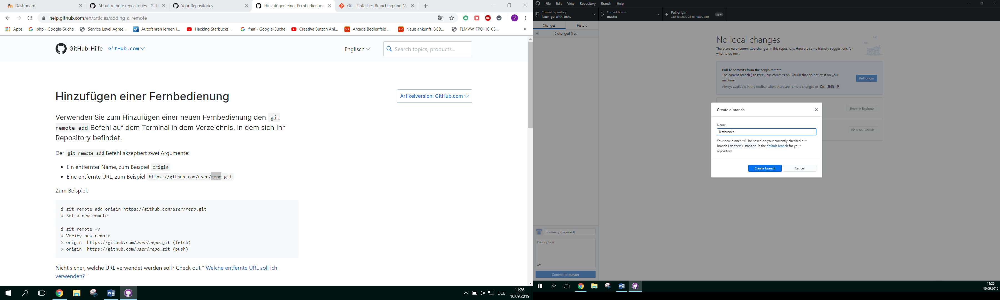 Dashboard
About remote repositories - GitH
Your Repositories
Hinzufügen einer Fernbedienung
Git - Einfaches Branching und Me
help.github.com/en/articles/adding-a-remote
ABP
V
Apps
php - Google-Suche
Service Level Agree...
Autofahren lernen l...
Hacking Starbucks...
fnaf - Google-Suche
Creative Button Ani...
Arcade Bedienfeld...
Neue ankunft! 3GB...
FLMVW_FPO_18_03...
»
GitHub-Hilfe
GitHub.com
Englisch
Search topics, products...
Hinzufügen einer Fernbedienung
Artikelversion: GitHub.com
Verwenden Sie zum Hinzufügen einer neuen Fernbedienung den git
remote add Befehl auf dem Terminal in dem Verzeichnis, in dem sich Ihr
Repository befindet.
Der git remote add Befehl akzeptiert zwei Argumente:
• Ein entfernter Name, zum Beispiel origin
• Eine entfernte URL, zum Beispiel https://github.com/user/repo.git
Zum Beispiel:
$ git remote add origin https://github.com/user/repo.git
# Set a new remote
$ git remote -v
# Verify new remote
> origin  https://github.com/user/repo.git (fetch)
> origin  https://github.com/user/repo.git (push)
Nicht sicher, welche URL verwendet werden soll? Check out " Welche entfernte URL soll ich
verwenden? "
DEU
11:26
10.09.2019
File
Edit
View
Repository
Branch
Help
Current repository
learn-go-with-tests
Current branch
master
Pull origin
Last fetched 21 minutes ago
12
Changes
History
0 changed files
No local changes
There are no uncommitted changes in this repository. Here are some friendly suggestions for
what to do next.
Pull 12 commits from the origin remote
The current branch ( master ) has commits on GitHub that do not exist on your
machine.
Always available in the toolbar when there are remote changes or Ctrl Shift P
Pull origin
Show in Explorer
View on GitHub
Create a branch
Name
Testbranch
Your new branch will be based on your currently checked out
branch ( master ). master is the default branch for your
repository.
Create branch
Cancel
Summary (required)
Description
Commit to master
11:26
10.09.2019